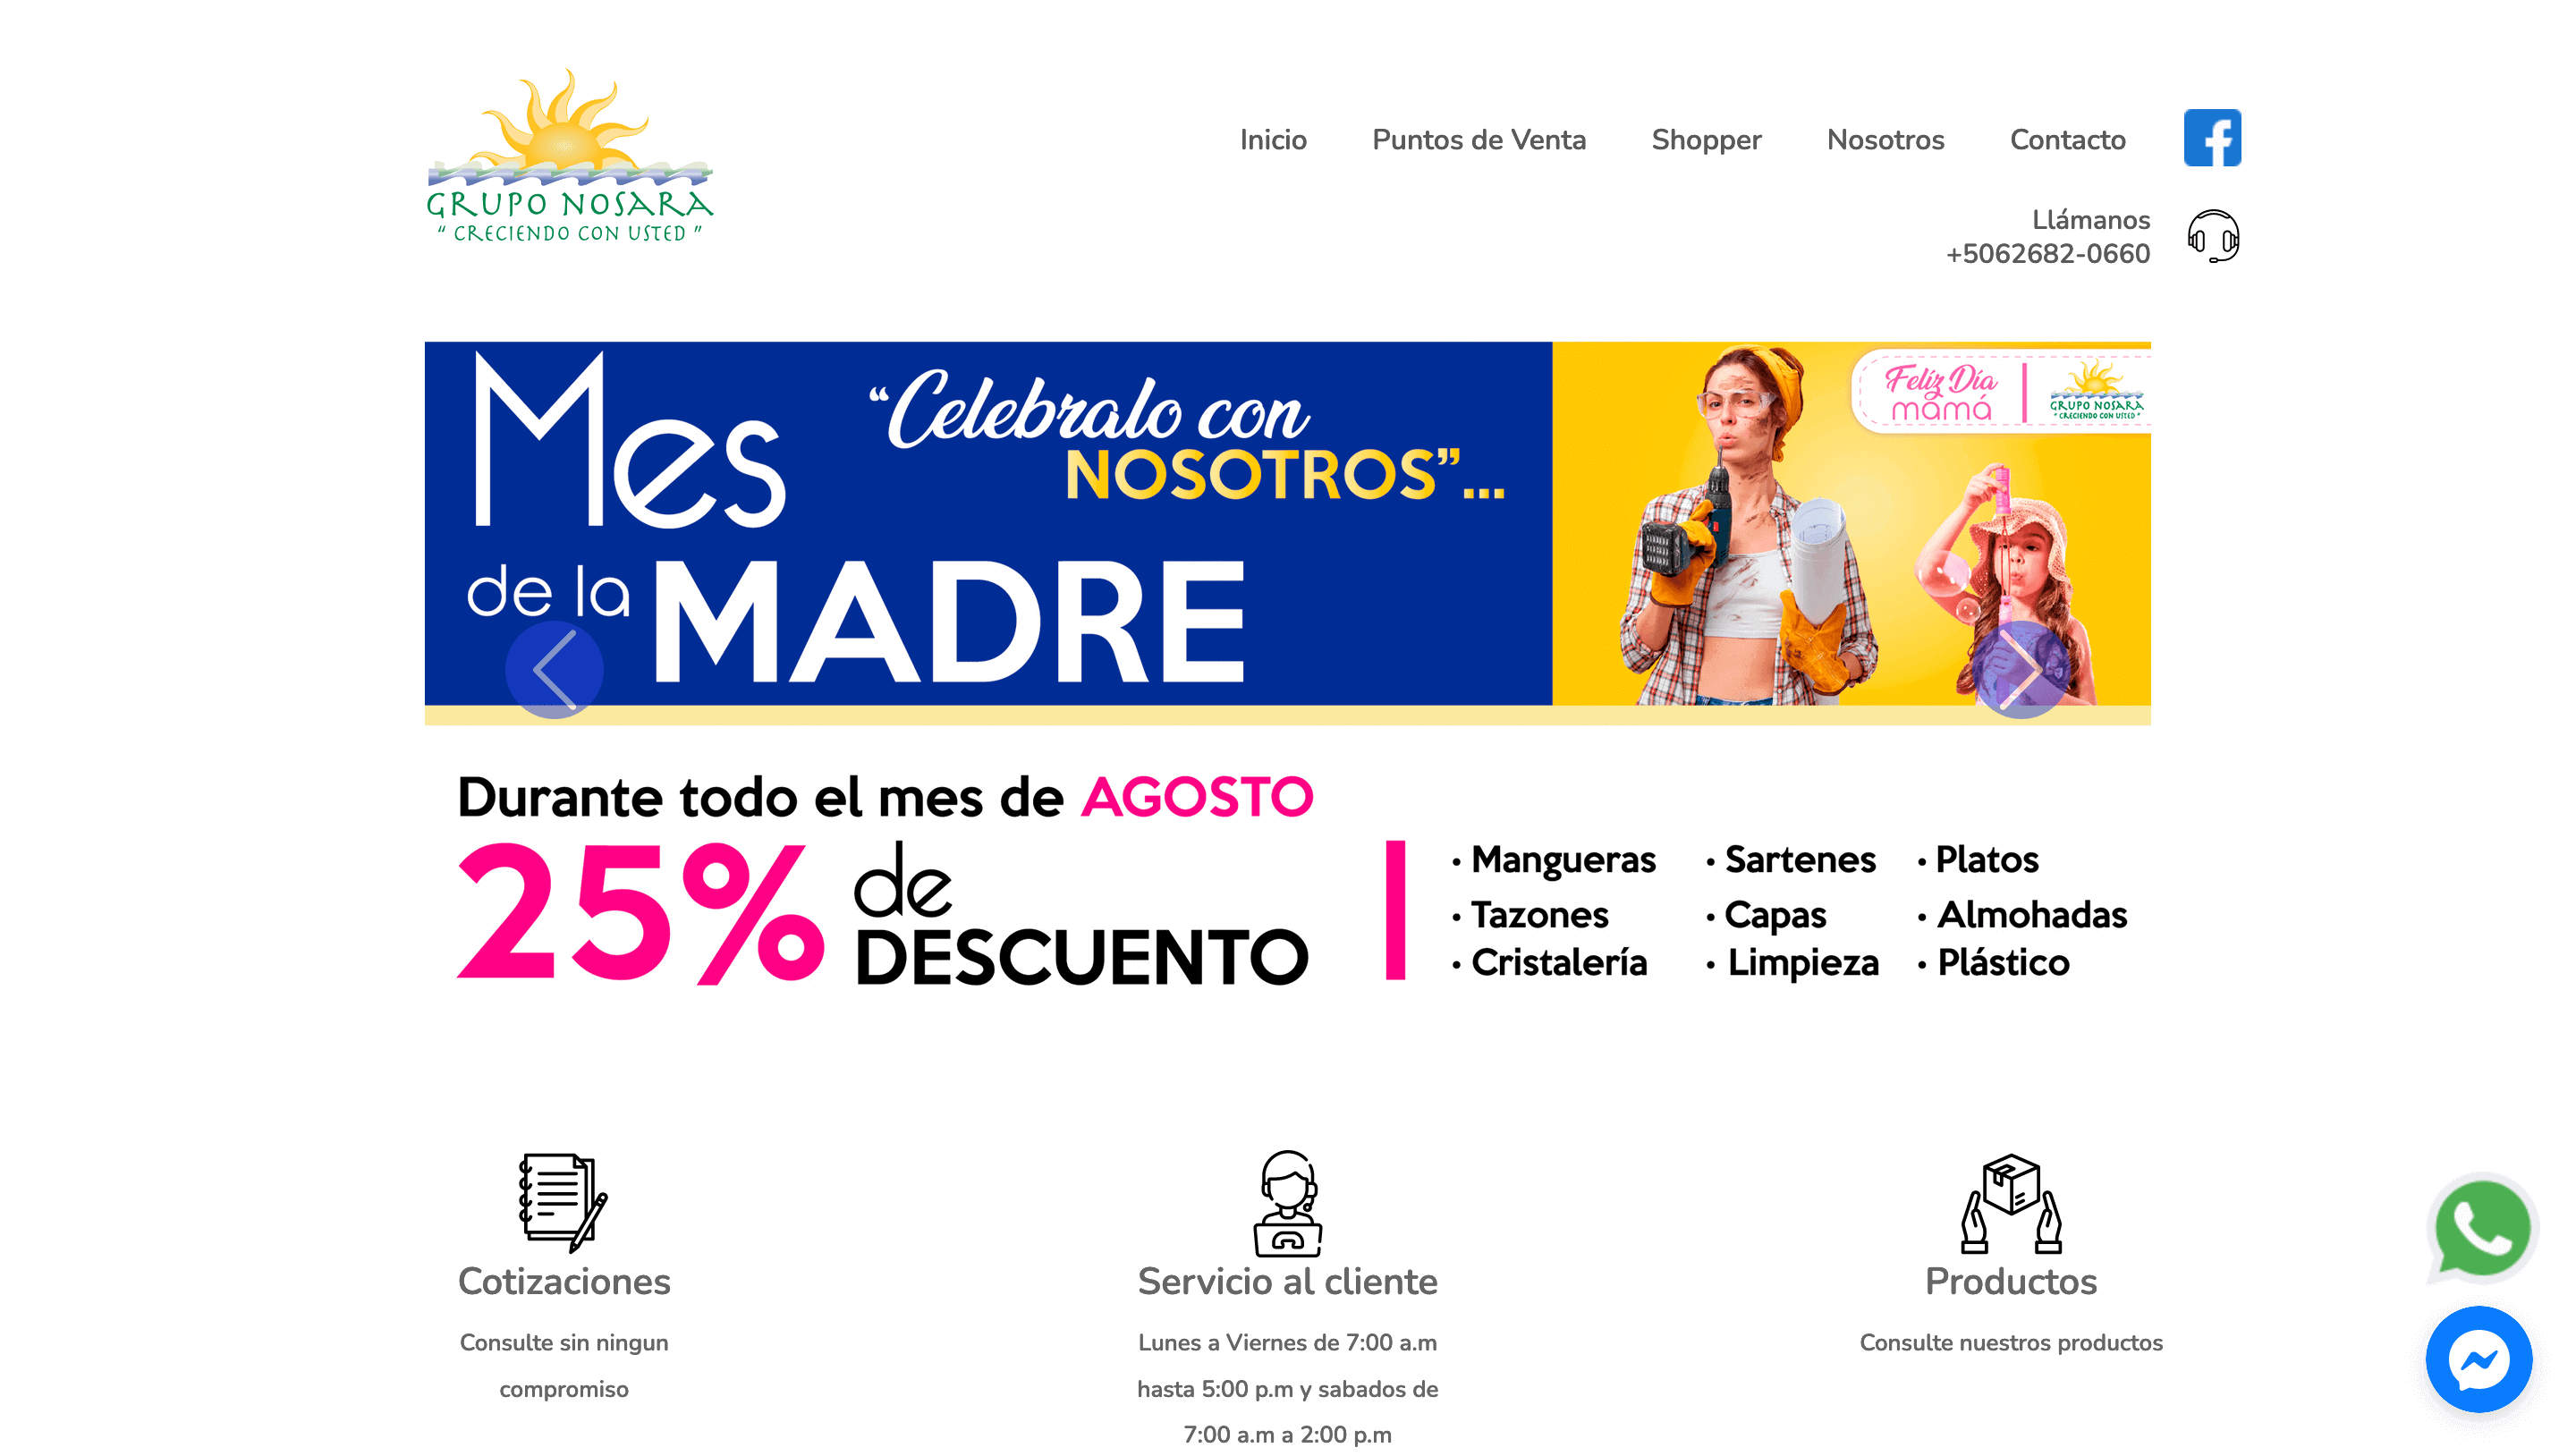 GRUPO NOSARA
“ CRECIENDO CON USTED ”
Inicio
Puntos de Venta
Shopper
Nosotros
Contacto
Llámanos
+5062682-0660
Mes
de la MADRE
“Celebralo con
NOSOTROS”...
Felíz Día
mamá
GRUPO NOSARA
“ CRECIENDO CON USTED ”
Durante todo el mes de AGOSTO
25% de
DESCUENTO
• Mangueras • Sartenes • Platos
• Tazones • Capas • Almohadas
• Cristalería • Limpieza • Plástico
Cotizaciones
Consulte sin ningun
compromiso
Servicio al cliente
Lunes a Viernes de 7:00 a.m
hasta 5:00 p.m y sabados de
7:00 a.m a 2:00 p.m
Productos
Consulte nuestros productos